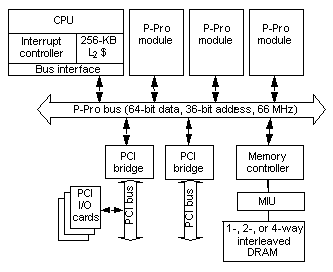 CPU
Interrupt
controller
256-KB
L2 $
Bus interface
P-Pro
module
P-Pro
module
P-Pro
module
P-Pro bus (64-bit data, 36-bit address, 66 MHz)
PCI
bridge
PCI
bridge
Memory
controller
PCI
I/O
cards
PCI bus
PCI bus
MIU
1-, 2-, or 4-way
interleaved
DRAM